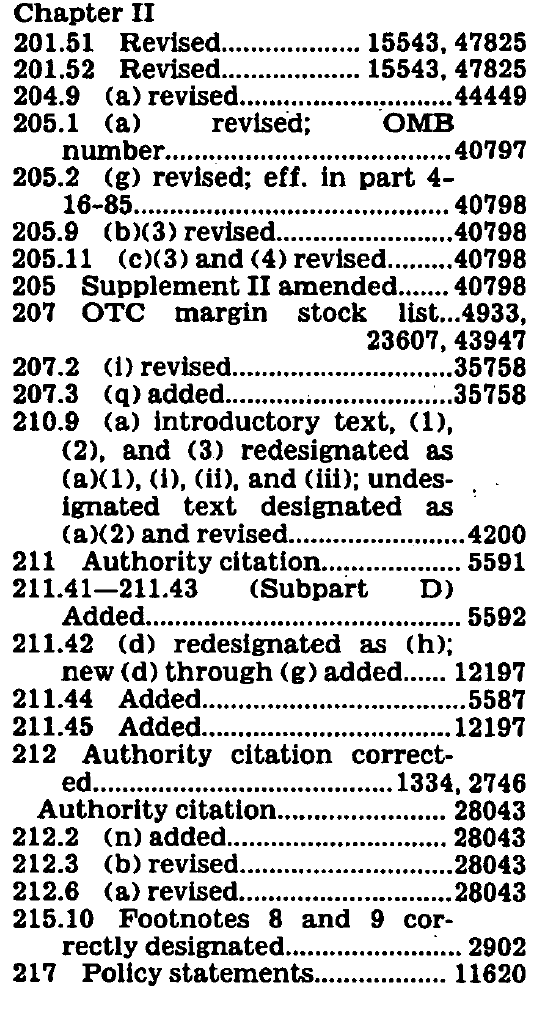 Chapter II
201.51 Revised.................. 15543, 47825
201.52 Revised.................. 15543, 47825
204.9 (a) revised............................44449
205.1 (a) revised; OMB
number......................................40797
205.2 (g) revised; eff. in part 4-
16-85.......................................... 40798
205.9 (b)(3) revised.......................40798
205.11 (c)(3) and (4) revised.........40798
205 Supplement II amended....... 40798
207 OTC margin stock list...4933,
23607, 43947
207.2 (i) revised.............................35758
207.3 (q) added..............................35758
210.9 (a) introductory text, (1),
(2), and (3) redesignated as
(a)(1), (i), (ii), and (iii); undes-
ignated text designated as
(a)(2) and revised.......................4200
211 Authority citation................... 5591
211.41—211.43 (Subpart D)
Added.......................................... 5592
211.42 (d) redesignated as (h);
new (d) through (g) added...... 12197
211.44 Added...................................5587
211.45 Added.................................12197
212 Authority citation correct-
ed........................................1334, 2746
Authority citation....................... 28043
212.2 (n) added..............................28043
212.3 (b) revised............................28043
212.6 (a) revised............................28043
215.10 Footnotes 8 and 9 cor-
rectly designated....................... 2902
217 Policy statements.................. 11620